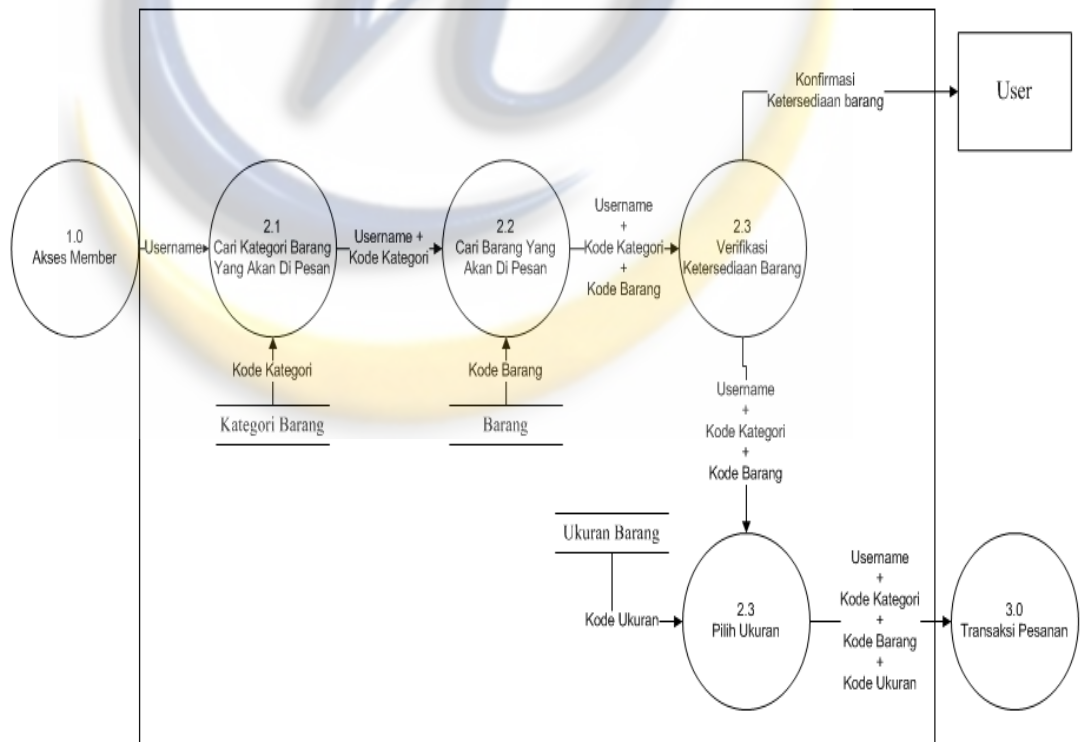 Konfirmasi
Ketersediaan barang
User
1.0
Akses Member
Username
2.1
Cari Kategori Barang
Yang Akan Di Pesan
Username +
Kode Kategori
2.2
Cari Barang Yang
Akan Di Pesan
Username
+
Kode Kategori
+
Kode Barang
2.3
Verifikasi
Ketersediaan Barang
Kode Kategori
Kategori Barang
Kode Barang
Barang
Username
+
Kode Kategori
+
Kode Barang
Ukuran Barang
Kode Ukuran
2.3
Pilih Ukuran
Username
+
Kode Kategori
+
Kode Barang
+
Kode Ukuran
3.0
Transaksi Pesanan